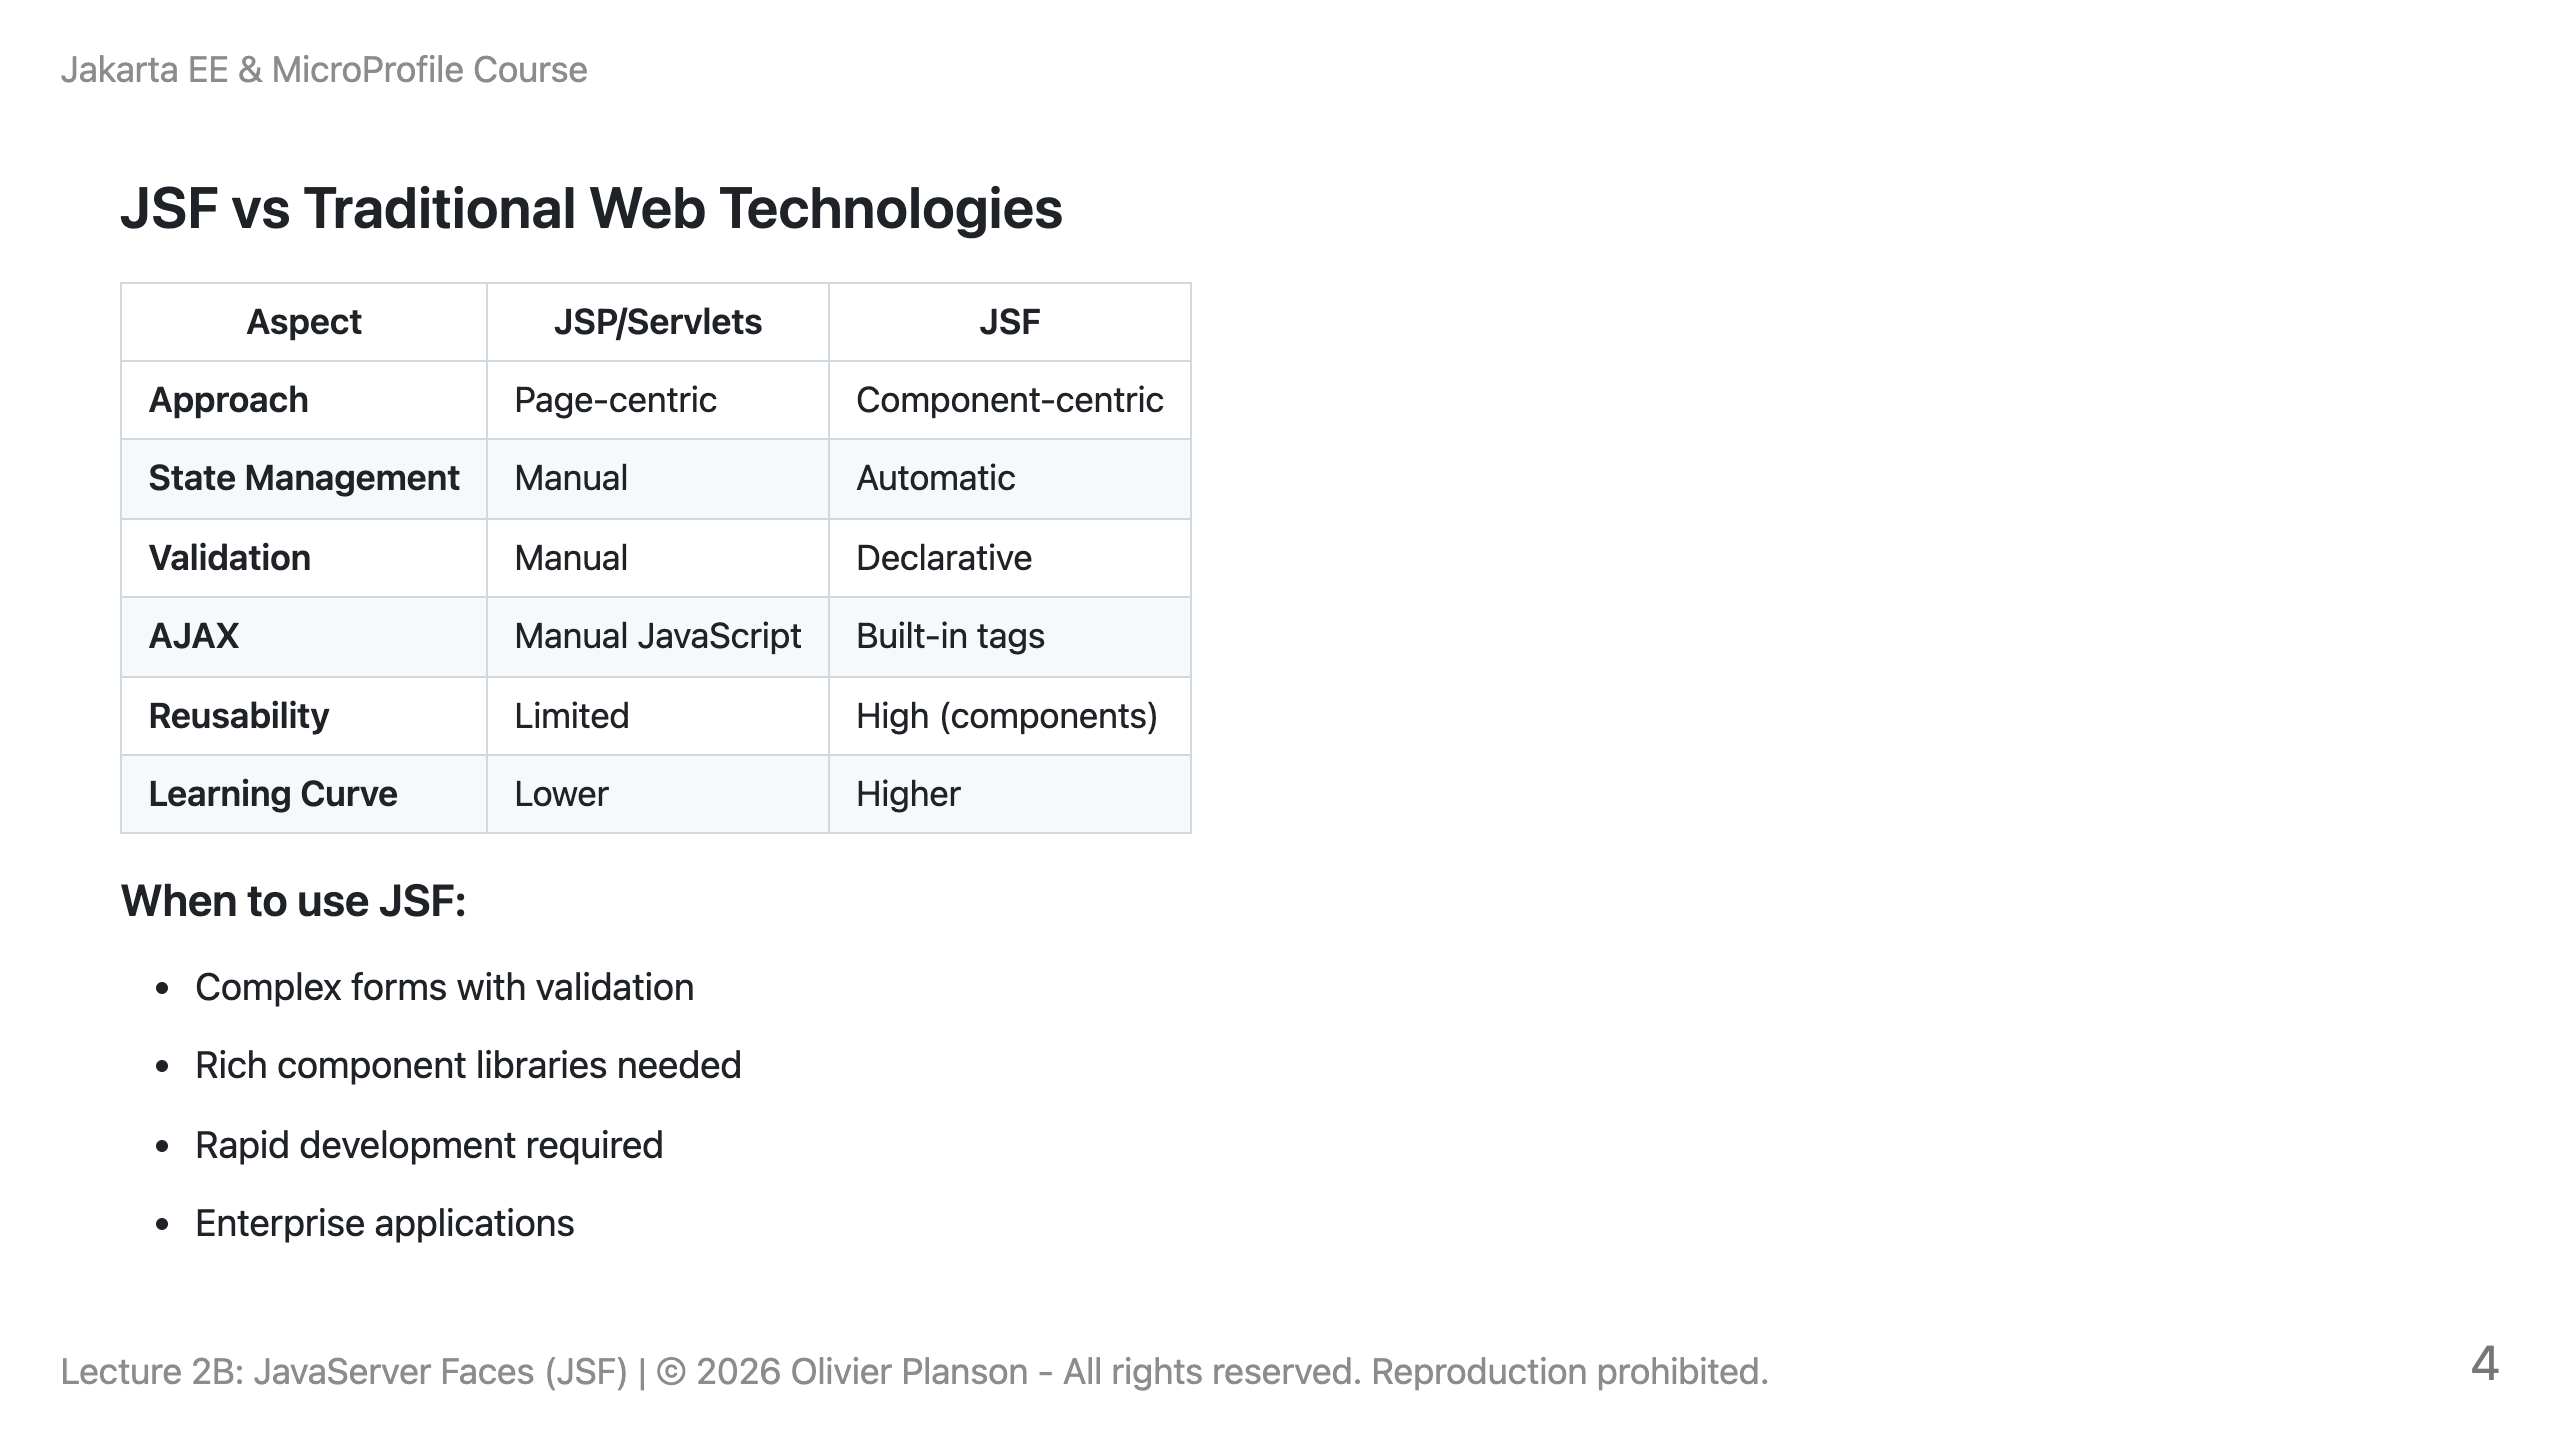 Jakarta EE & MicroProfile Course
JSF vs Traditional Web Technologies
Aspect JSP/Servlets JSF
Approach Page-centric Component-centric
State Management Manual Automatic
Validation Manual Declarative
AJAX Manual JavaScript Built-in tags
Reusability Limited High (components)
Learning Curve Lower Higher
When to use JSF:
• Complex forms with validation
• Rich component libraries needed
• Rapid development required
• Enterprise applications
Lecture 2B: JavaServer Faces (JSF) | © 2026 Olivier Planson - All rights reserved. Reproduction prohibited. 4